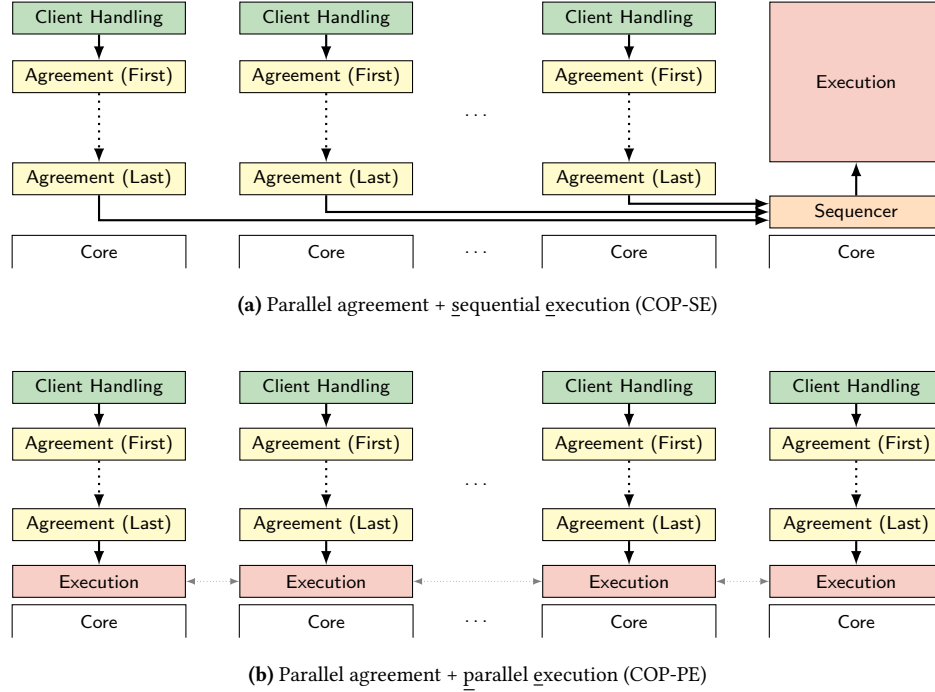 Client Handling Client Handling Client Handling
Agreement (First) Agreement (First) Agreement (First) Execution
. . .
Agreement (Last) Agreement (Last) Agreement (Last)
Sequencer
Core Core . . . Core Core
(a) Parallel agreement + sequential execution (COP-SE)
Client Handling Client Handling Client Handling Client Handling
Agreement (First) Agreement (First) Agreement (First) Agreement (First)
. . .
Agreement (Last) Agreement (Last) Agreement (Last) Agreement (Last)
Execution Execution Execution Execution
Core Core . . . Core Core
(b) Parallel agreement + parallel execution (COP-PE)